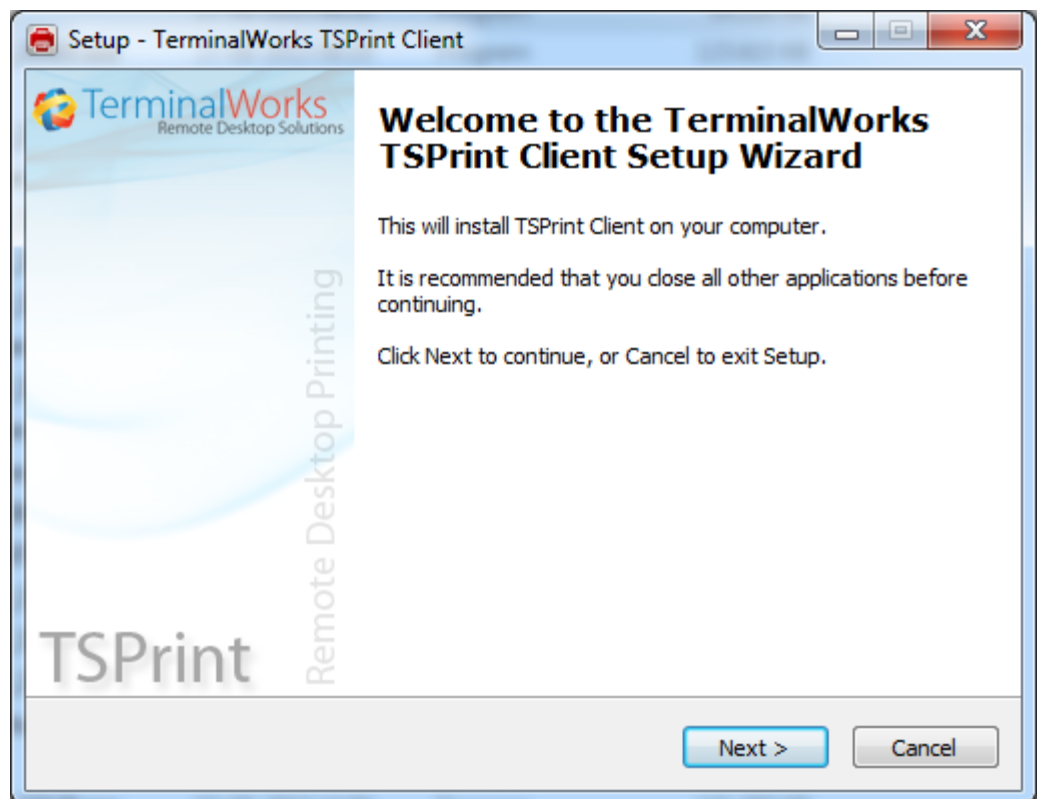 Setup - TerminalWorks TSPrint Client
TerminalWorks
Remote Desktop Solutions
Welcome to the TerminalWorks
TSPrint Client Setup Wizard
This will install TSPrint Client on your computer.
It is recommended that you close all other applications before
continuing.
Click Next to continue, or Cancel to exit Setup.
Remote Desktop Printing
TSPrint
Next >
Cancel